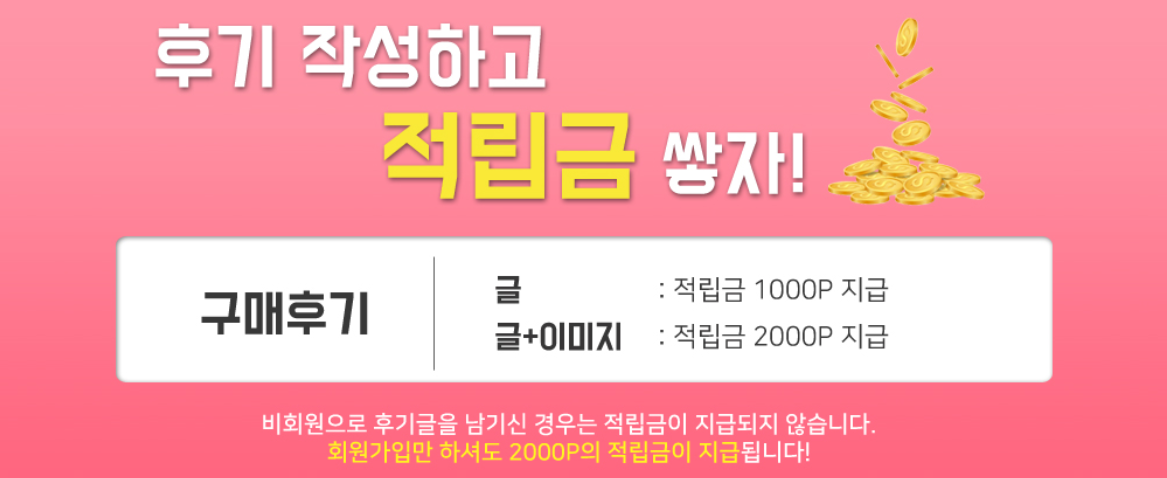 후기 작성하고
적립금 쌓자!
구매후기
글 : 적립금 1000P 지급
글+이미지 : 적립금 2000P 지급
비회원으로 후기글을 남기신 경우는 적립금이 지급되지 않습니다.
회원가입만 하셔도 2000P의 적립금이 지급됩니다!